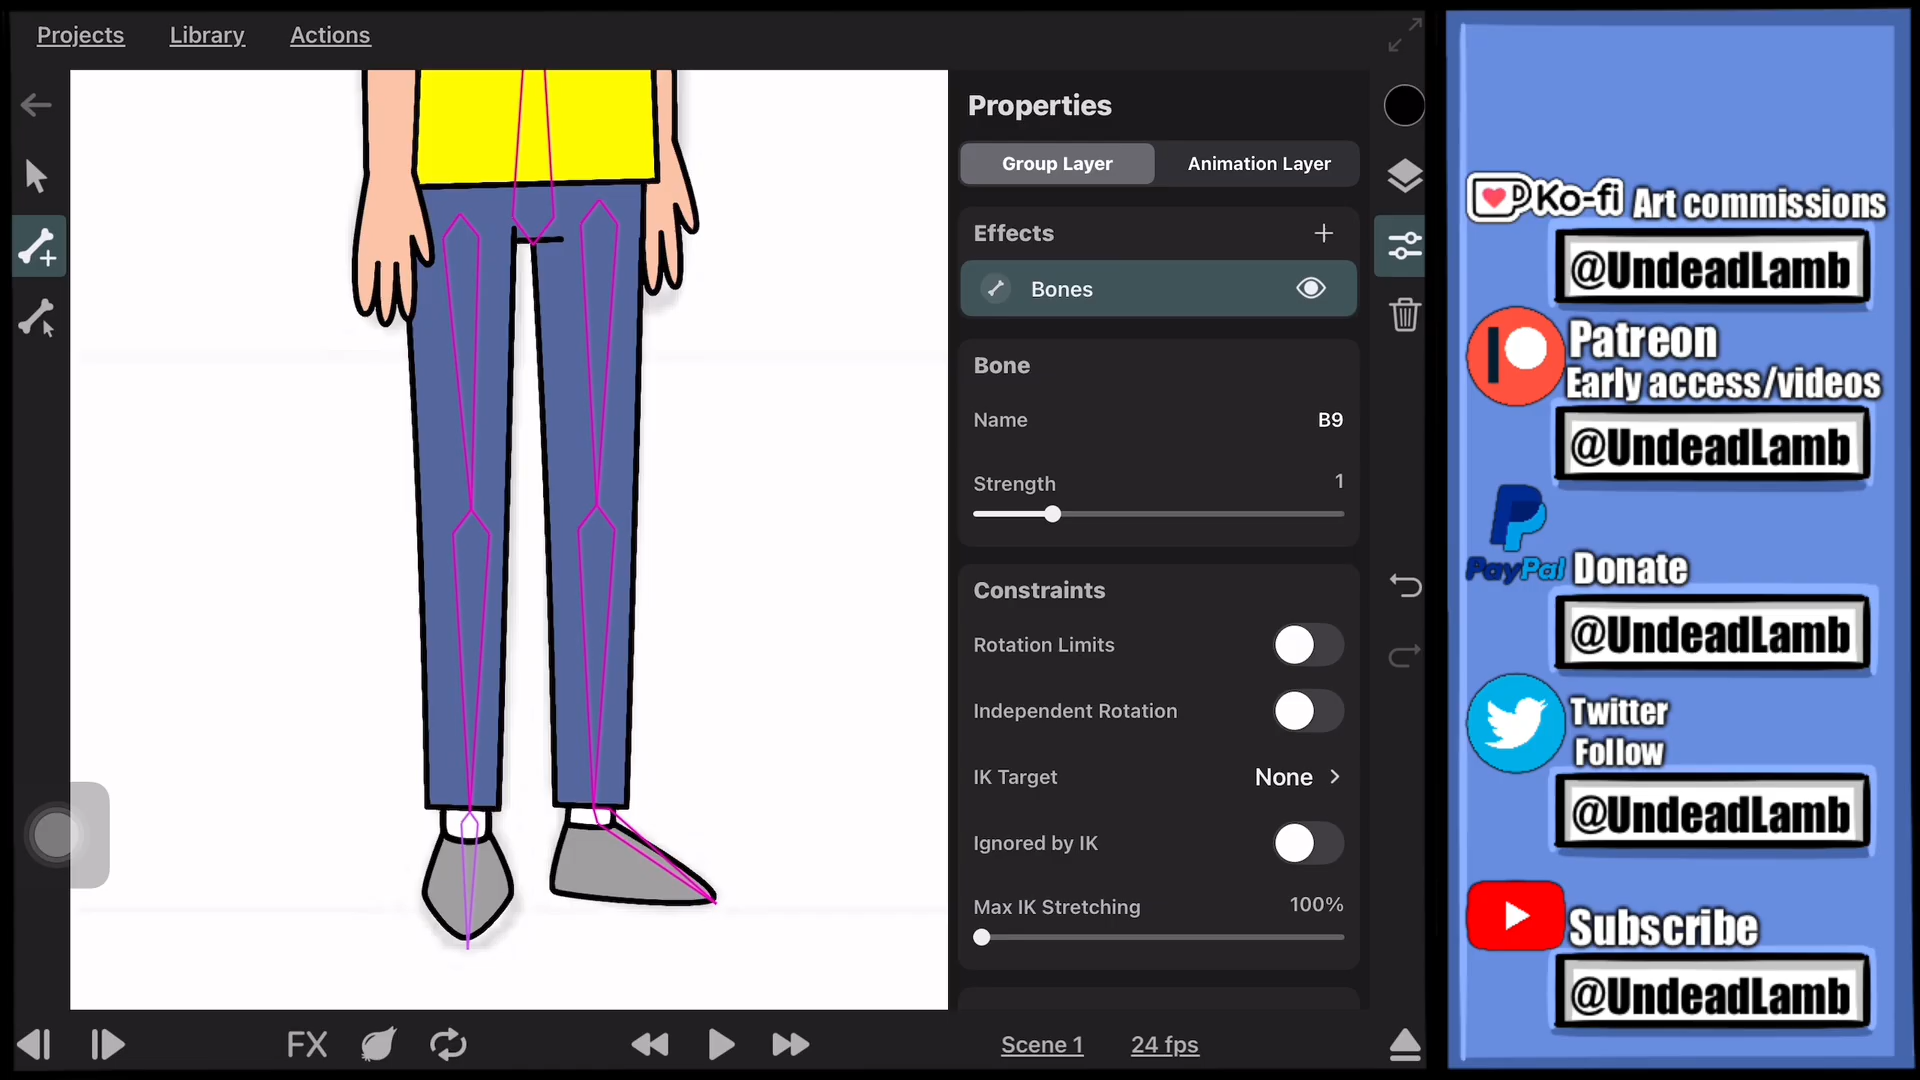 Projects Library Actions
Properties
Group Layer Animation Layer
Effects
Bones
Bone
Name B9
Strength 1
Constraints
Rotation Limits
Independent Rotation
IK Target None
Ignored by IK
Max IK Stretching 100%
FX
Scene 1 24 fps
Ko-fi Art commissions
@UndeadLamb
Patreon
Early access/videos
@UndeadLamb
PayPal Donate
@UndeadLamb
Twitter
Follow
@UndeadLamb
Subscribe
@UndeadLamb